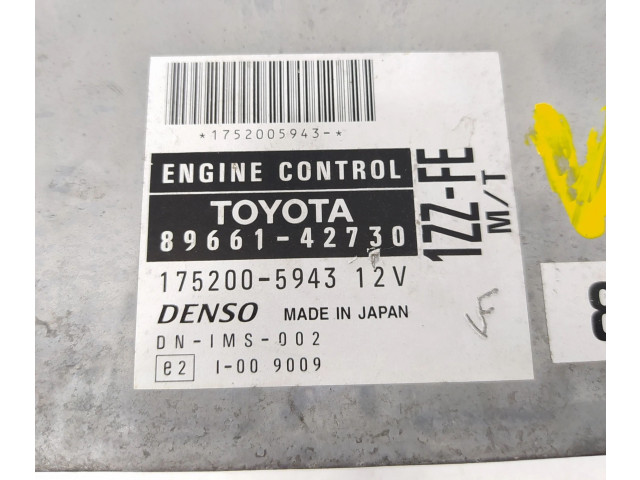 *1752005943-*
ENGINE CONTROL
TOYOTA
89661-42730
175200-5943 12V
DENSO MADE IN JAPAN
DN-IMS-002
e2 I-00 9009
1ZZ-FE
M/T
8